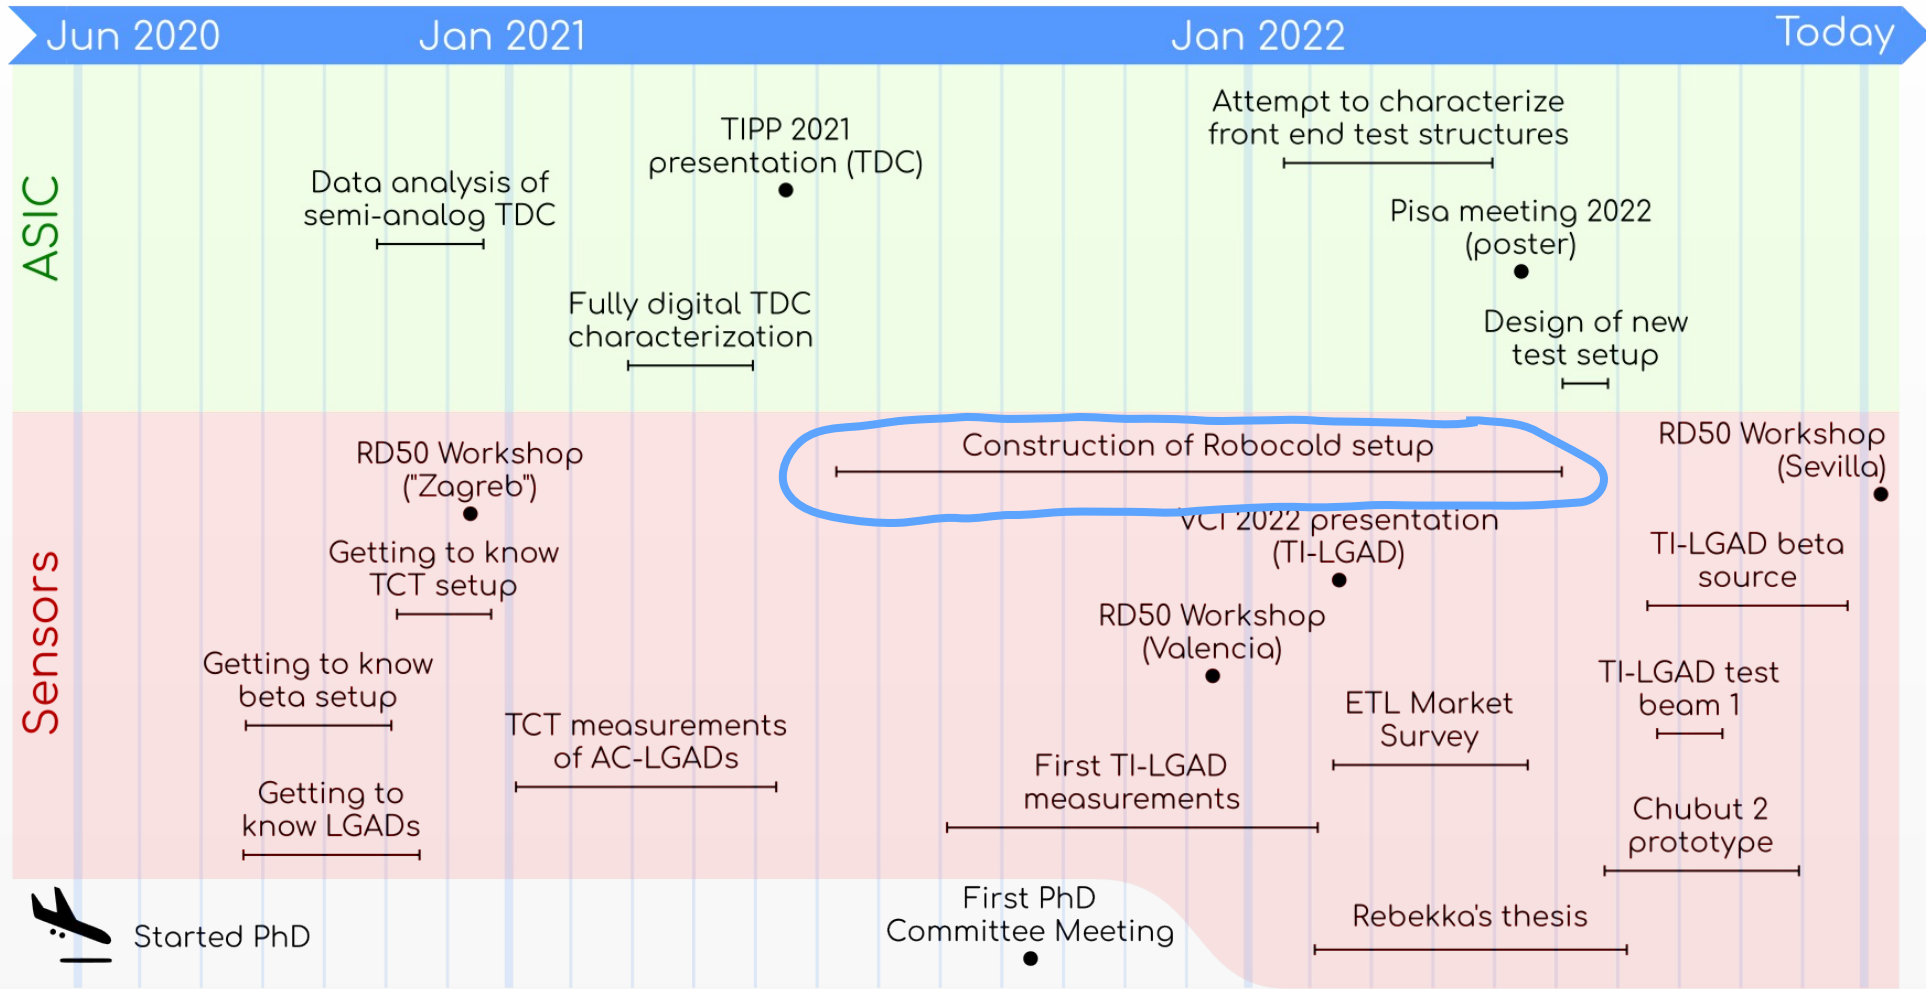 Jun 2020
Jan 2021
Jan 2022
Today
ASIC
Attempt to characterize
front end test structures
TIPP 2021
presentation (TDC)
Data analysis of
semi-analog TDC
Pisa meeting 2022
(poster)
Fully digital TDC
characterization
Design of new
test setup
Sensors
Construction of Robocold setup
RD50 Workshop
(Sevilla)
RD50 Workshop
("Zagreb")
VCI 2022 presentation
(TI-LGAD)
Getting to know
TCT setup
TI-LGAD beta
source
RD50 Workshop
(Valencia)
Getting to know
beta setup
TI-LGAD test
beam 1
ETL Market
Survey
TCT measurements
of AC-LGADs
First TI-LGAD
measurements
Getting to
know LGADs
Chubut 2
prototype
Started PhD
First PhD
Committee Meeting
Rebekka's thesis